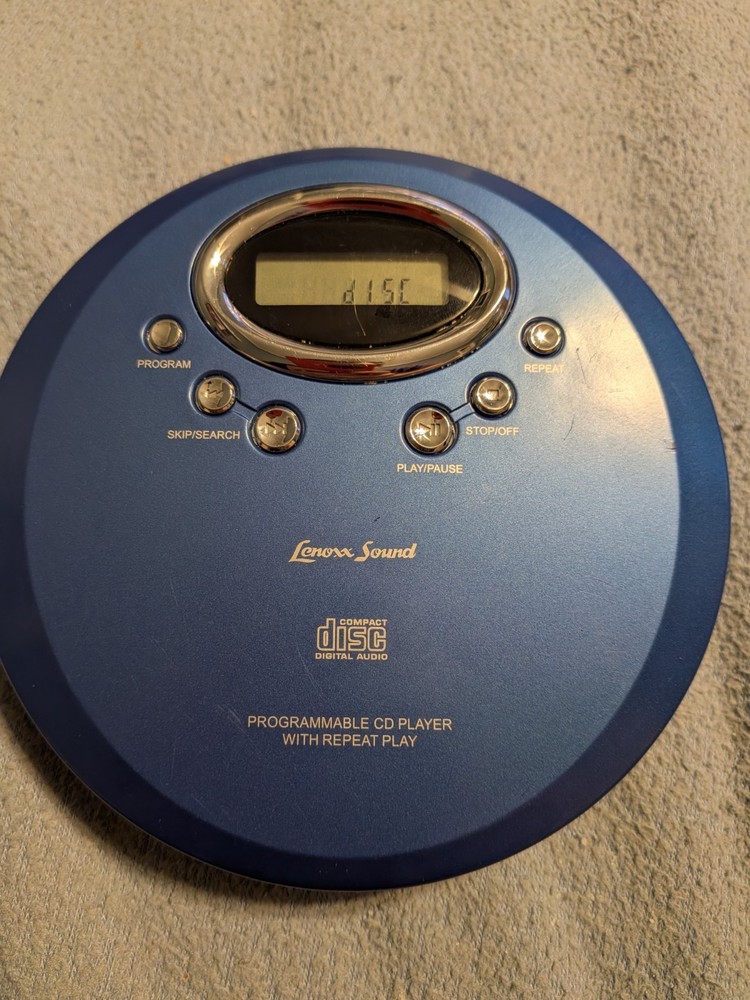 dISC
PROGRAM
REPEAT
SKIP/SEARCH
STOP/OFF
PLAY/PAUSE
Lenoxx Sound
COMPACT
disc
DIGITAL AUDIO
PROGRAMMABLE CD PLAYER
WITH REPEAT PLAY